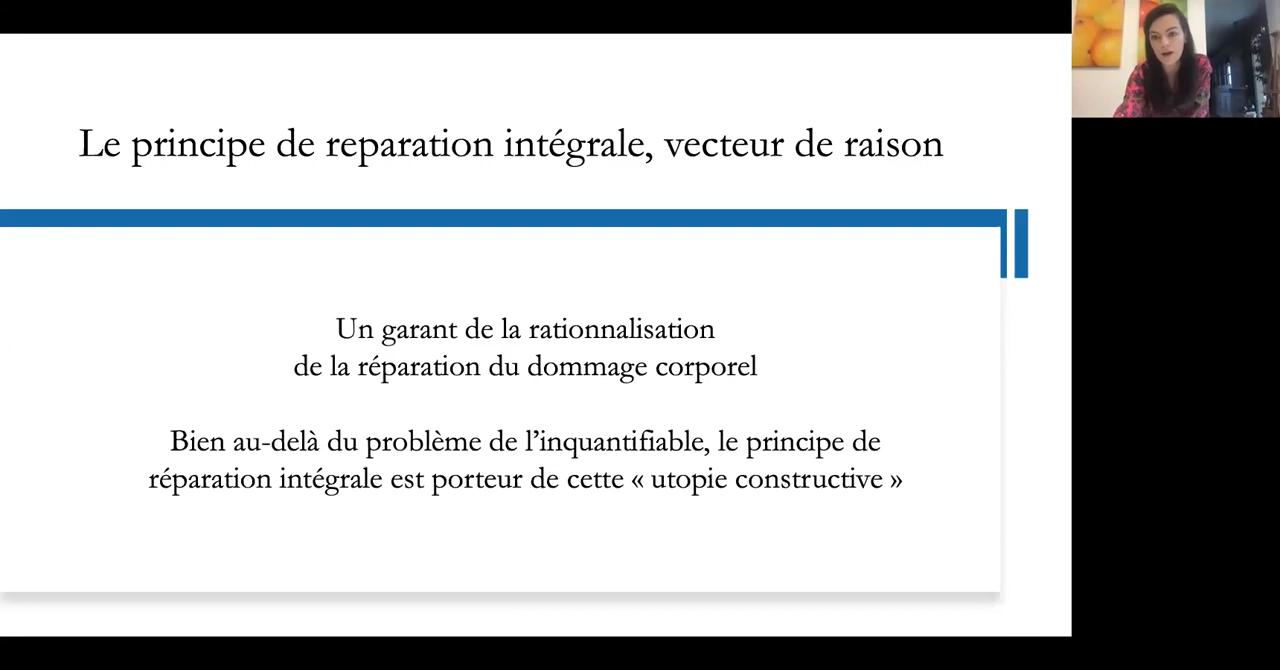 Le principe de reparation intégrale, vecteur de raison
Un garant de la rationnalisation
de la réparation du dommage corporel
Bien au-delà du problème de l’inquantifiable, le principe de
réparation intégrale est porteur de cette « utopie constructive »